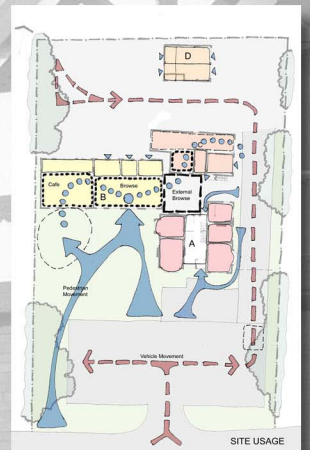 D
Cafe
Browse
B
External
Browse
A
Pedestrian
Movement
Vehicle Movement
SITE USAGE